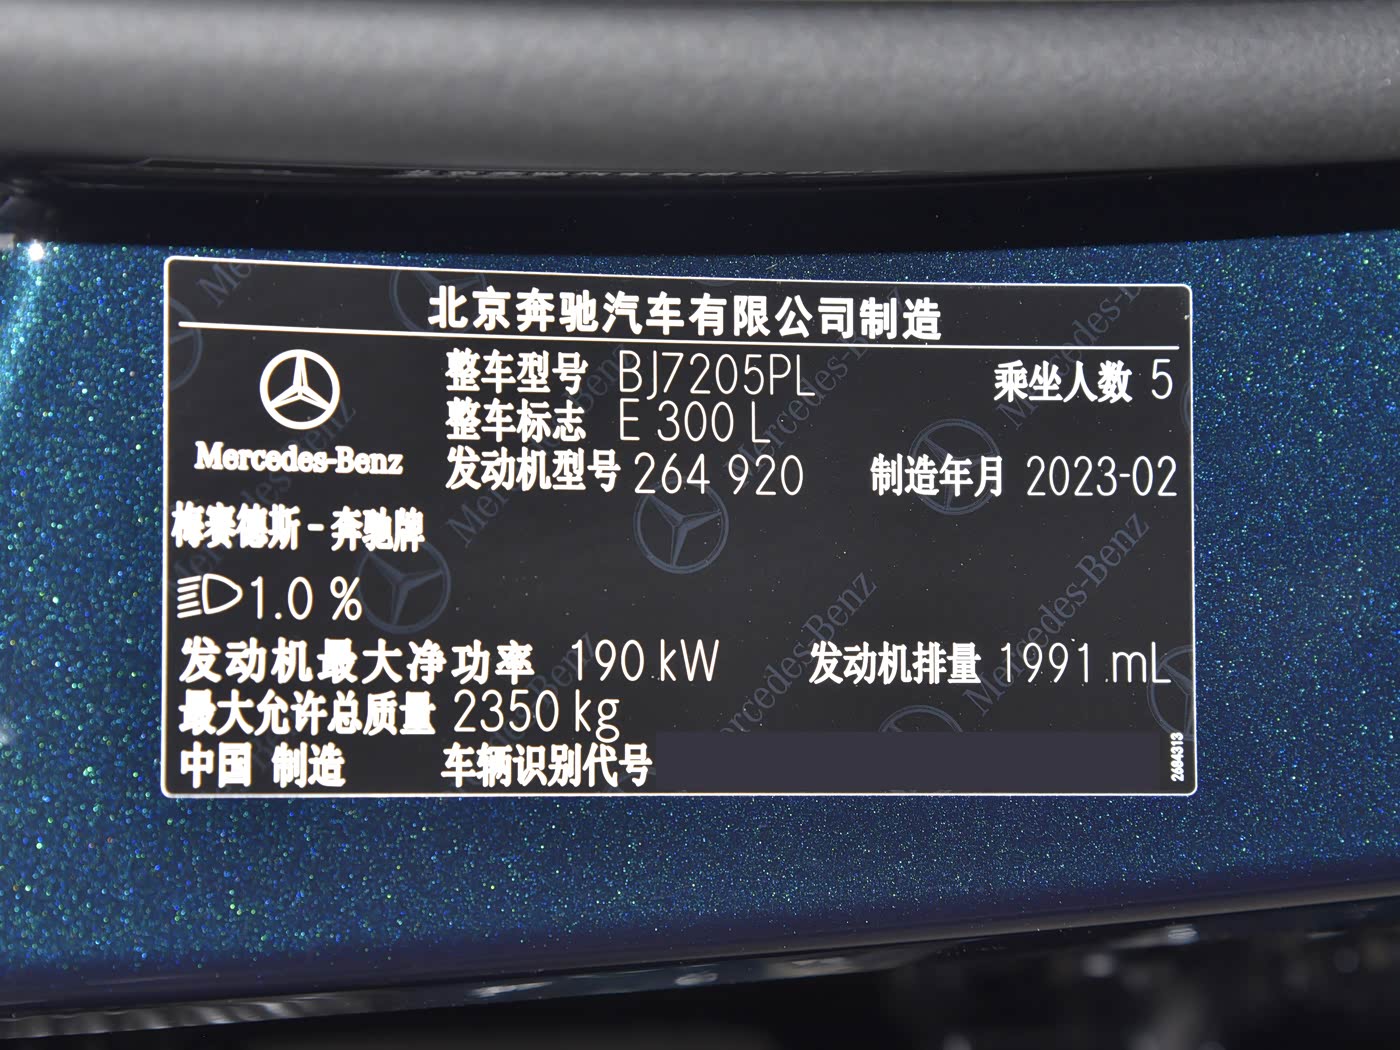 北京奔驰汽车有限公司制造
整车型号 BJ7205PL 乘坐人数 5
整车标志 E 300 L
Mercedes-Benz
发动机型号 264 920 制造年月 2023-02
梅赛德斯-奔驰牌
1.0 %
发动机最大净功率 190 kW 发动机排量 1991 mL
最大允许总质量 2350 kg
中国 制造 车辆识别代号
2684313